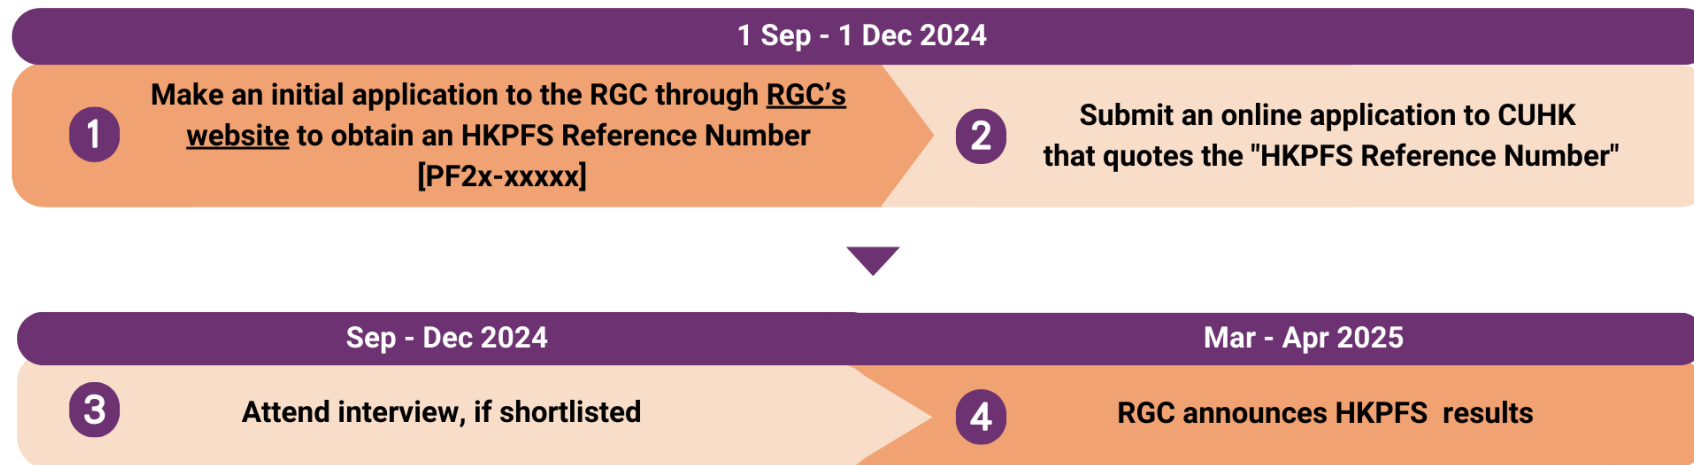 1 Sep - 1 Dec 2024
1
Make an initial application to the RGC through RGC's
website to obtain an HKPFS Reference Number
[PF2x-xxxxx]
2
Submit an online application to CUHK
that quotes the "HKPFS Reference Number"
Sep - Dec 2024
Mar - Apr 2025
3
Attend interview, if shortlisted
4
RGC announces HKPFS results